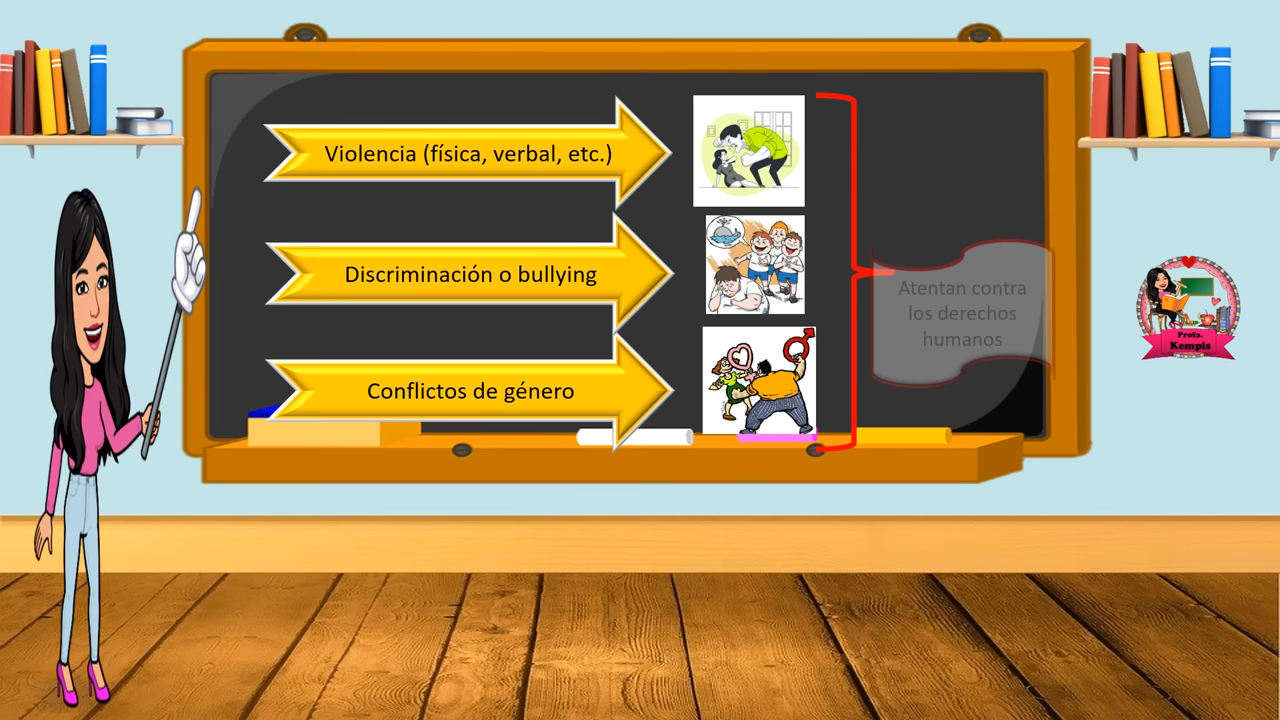 Violencia (física, verbal, etc.)
Discriminación o bullying
Conflictos de género
Atentan contra
los derechos
humanos
Profa.
Kempis